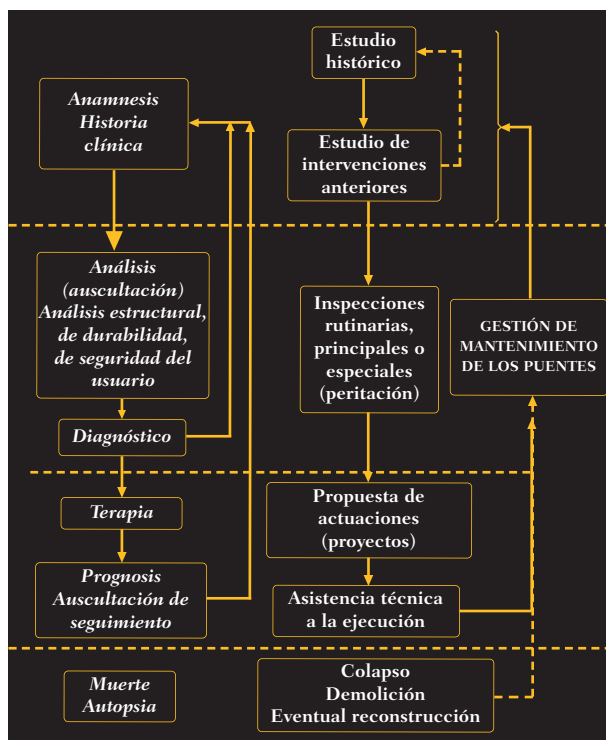 Estudio
histórico
Anamnesis
Historia
clínica
Estudio de
intervenciones
anteriores
Análisis
(auscultación)
Análisis estructural,
de durabilidad,
de seguridad del
usuario
Inspecciones
rutinarias,
principales o
especiales
(peritación)
GESTIÓN DE
MANTENIMIENTO
DE LOS PUENTES
Diagnóstico
Terapia
Propuesta de
actuaciones
(proyectos)
Prognosis
Auscultación de
seguimiento
Asistencia técnica
a la ejecución
Muerte
Autopsia
Colapso
Demolición
Eventual reconstrucción